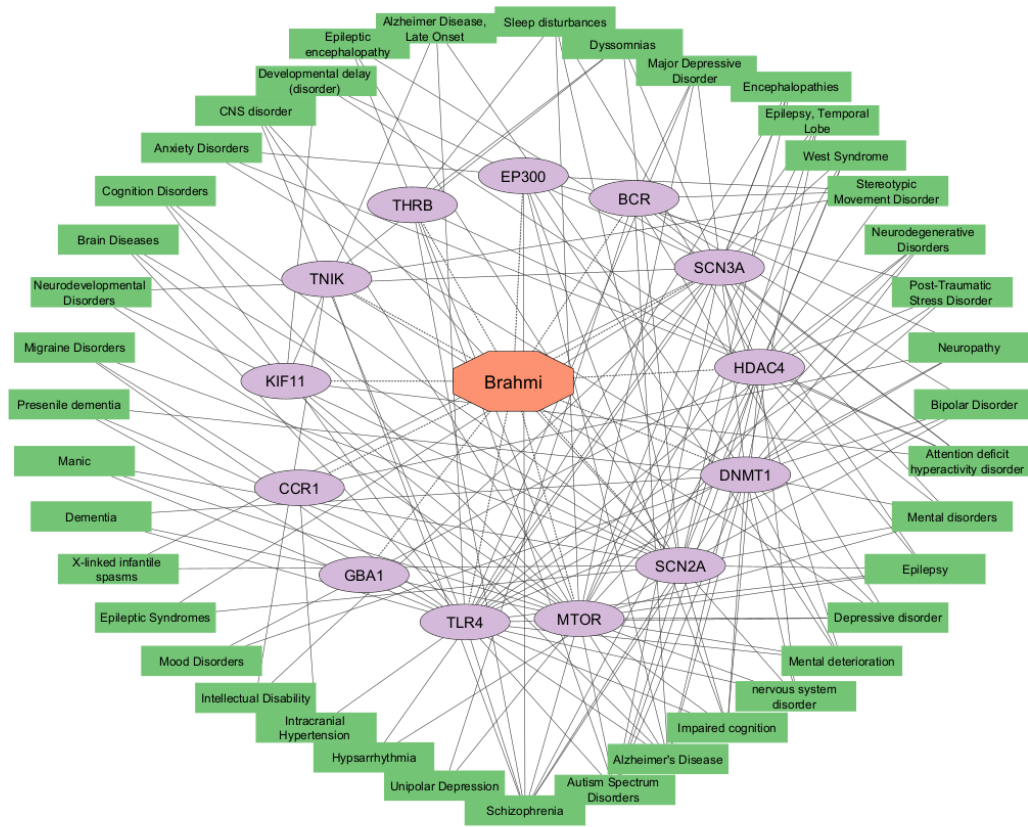 Alzheimer Disease,
Late Onset
Sleep disturbances
Epileptic
encephalopathy
Dyssomnias
Major Depressive
Disorder
Developmental delay
(disorder)
Encephalopathies
CNS disorder
Epilepsy, Temporal
Lobe
Anxiety Disorders
West Syndrome
Cognition Disorders
Stereotypic
Movement Disorder
Brain Diseases
Neurodegenerative
Disorders
Neurodevelopmental
Disorders
Post-Traumatic
Stress Disorder
Migraine Disorders
Neuropathy
Presenile dementia
Bipolar Disorder
Manic
Attention deficit
hyperactivity disorder
Dementia
Mental disorders
X-linked infantile
spasms
Epilepsy
Epileptic Syndromes
Depressive disorder
Mood Disorders
Mental deterioration
Intellectual Disability
nervous system
disorder
Intracranial
Hypertension
Impaired cognition
Hypsarrhythmia
Alzheimer's Disease
Unipolar Depression
Autism Spectrum
Disorders
Schizophrenia
EP300
THRB
BCR
TNIK
SCN3A
KIF11
Brahmi
HDAC4
CCR1
DNMT1
GBA1
SCN2A
TLR4
MTOR